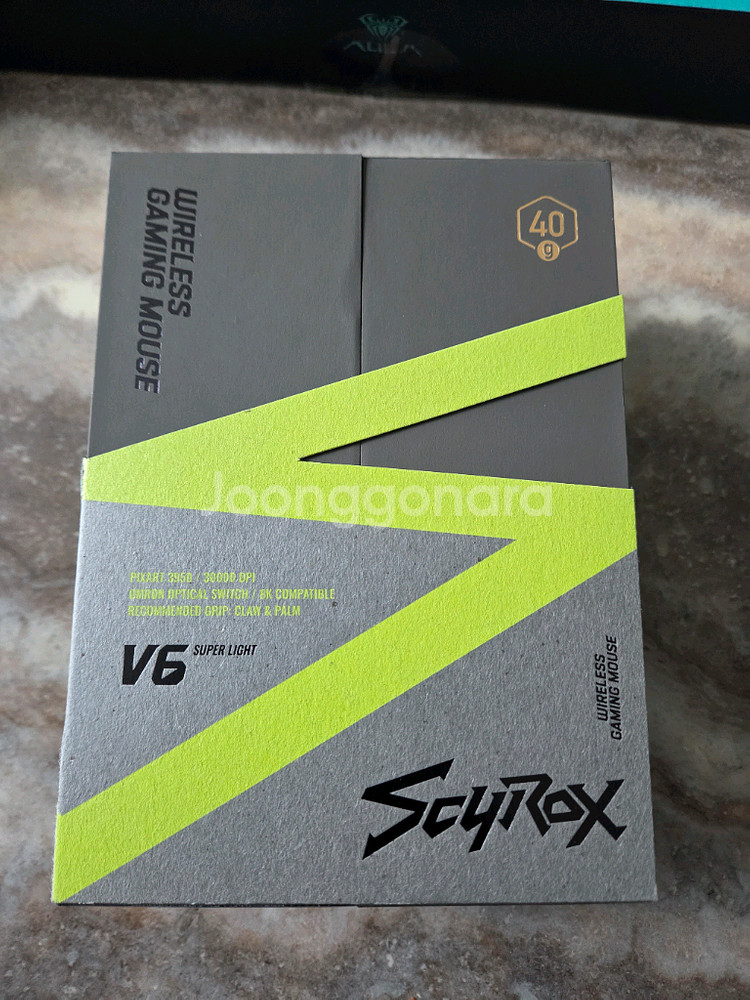 AULA
WIRELESS
GAMING MOUSE
40
g
Joonggonara
PIXART 3950 / 30000 DPI
OMRON OPTICAL SWITCH / 8K COMPATIBLE
RECOMMENDED GRIP: CLAW & PALM
V6 SUPER LIGHT
WIRELESS
GAMING MOUSE
SCYROX